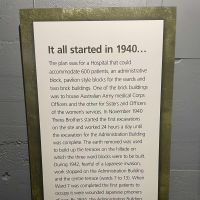 It all started in 1940...
The plan was for a Hospital that could
accommodate 600 patients, an administrative
block, pavilion style blocks for the wards and
two brick buildings. One of the brick buildings
was to house Australian Army medical Corps
Officers and the other for Sisters and Officers
of the women's services. In November 1940
Thiess Brothers started the first excavations
on the site and worked 24 hours a day until
the excavation for the Administration Building
was complete. The earth removed was used
to build up the terraces on the hillside on
which the three ward blocks were to be built.
During 1942, fearful of a Japanese invasion,
work stopped on the Administration Building
and the centre terrace (wards 7 to 13). When
Ward 7 was completed the first patients to
occupy it were wounded Japanese prisoners